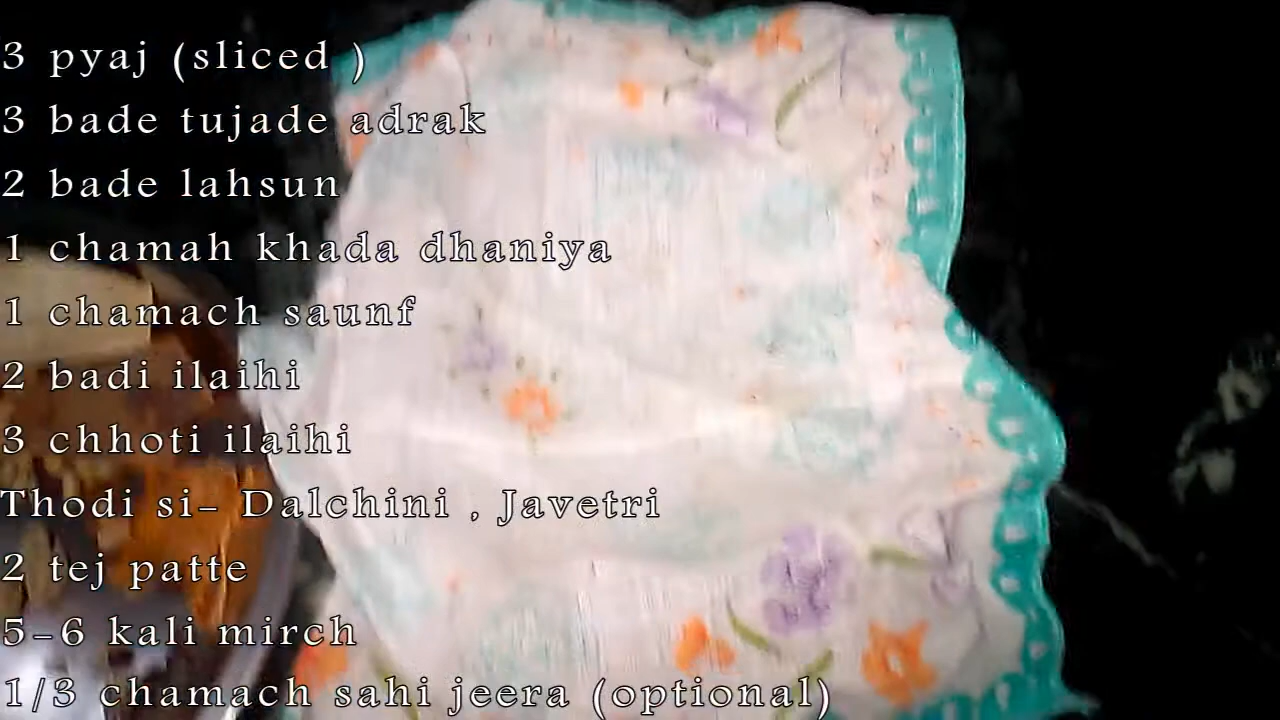 3 pyaj (sliced )
3 bade tujade adrak
2 bade lahsun
1 chamah khada dhaniya
1 chamach saunf
2 badi ilaihi
3 chhoti ilaihi
Thodi si- Dalchini , Javetri
2 tej patte
5-6 kali mirch
1/3 chamach sahi jeera (optional)